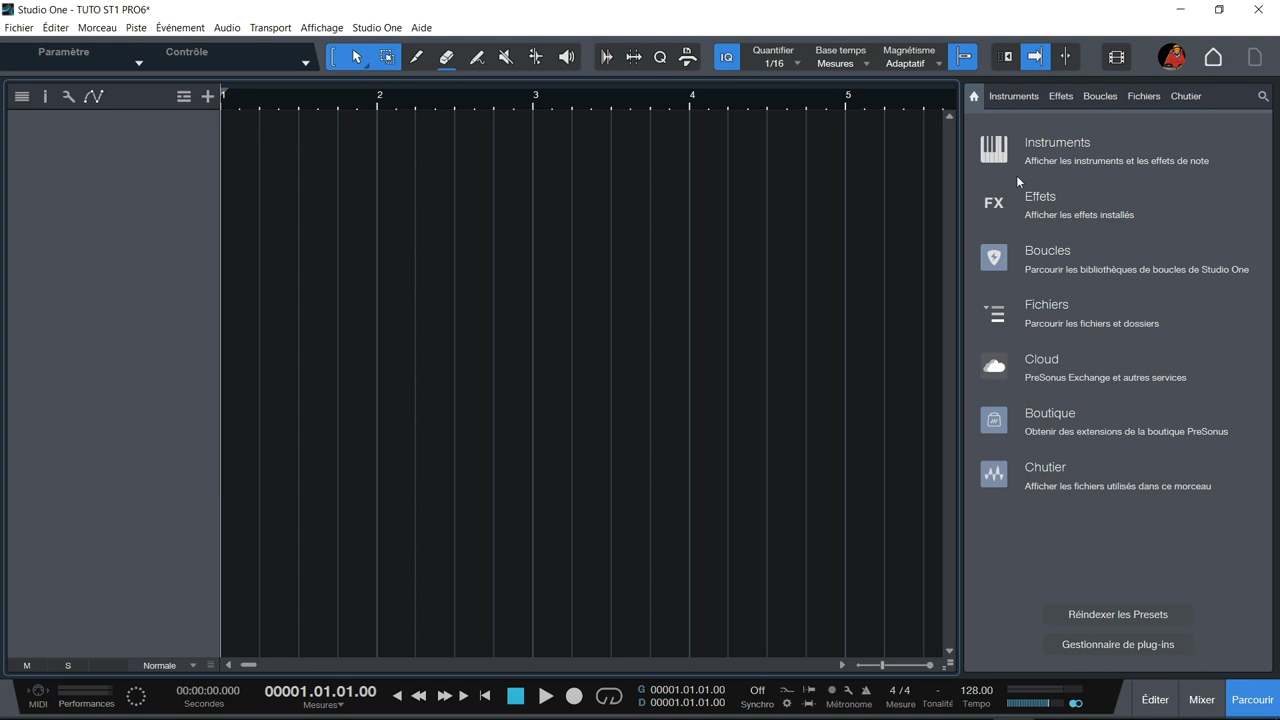 Studio One - TUTO ST1 PRO6*
Fichier Éditer Morceau Piste Événement Audio Transport Affichage Studio One Aide
Paramètre Contrôle
IQ
Quantifier
1/16
Base temps
Mesures
Magnétisme
Adaptatif
1 2 3 4 5
Instruments Effets Boucles Fichiers Chutier
Instruments
Afficher les instruments et les effets de note
FX
Effets
Afficher les effets installés
Boucles
Parcourir les bibliothèques de boucles de Studio One
Fichiers
Parcourir les fichiers et dossiers
Cloud
PreSonus Exchange et autres services
Boutique
Obtenir des extensions de la boutique PreSonus
Chutier
Afficher les fichiers utilisés dans ce morceau
Réindexer les Presets
Gestionnaire de plug-ins
M S Normale
MIDI
Performances
00:00:00.000
Secondes
00001.01.01.00
Mesures
G 00001.01.01.00
D 00001.01.01.00
Off
Synchro
Métronome
4 / 4
Mesure
-
Tonalité
128.00
Tempo
Éditer Mixer Parcourir